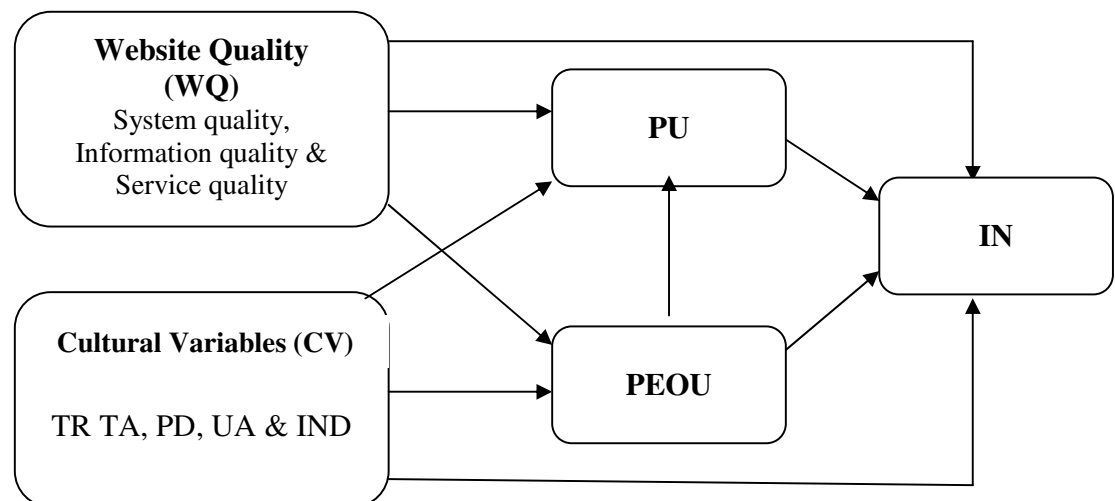 Website Quality
(WQ)
System quality,
Information quality &
Service quality
PU
IN
Cultural Variables (CV)
TR TA, PD, UA & IND
PEOU